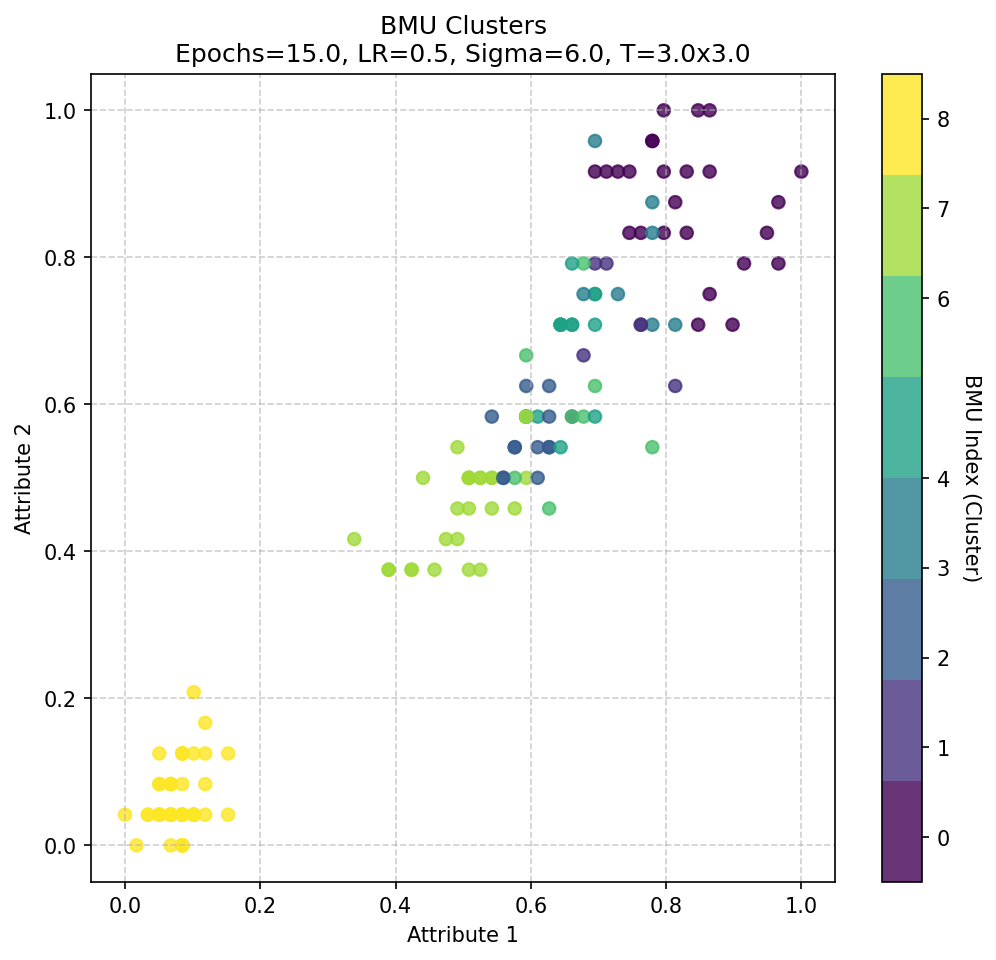 BMU Clusters
Epochs=15.0, LR=0.5, Sigma=6.0, T=3.0x3.0
1.0
0.8
0.6
0.4
0.2
0.0
Attribute 2
0.0 0.2 0.4 0.6 0.8 1.0
Attribute 1
8
7
6
4
3
2
1
0
BMU Index (Cluster)